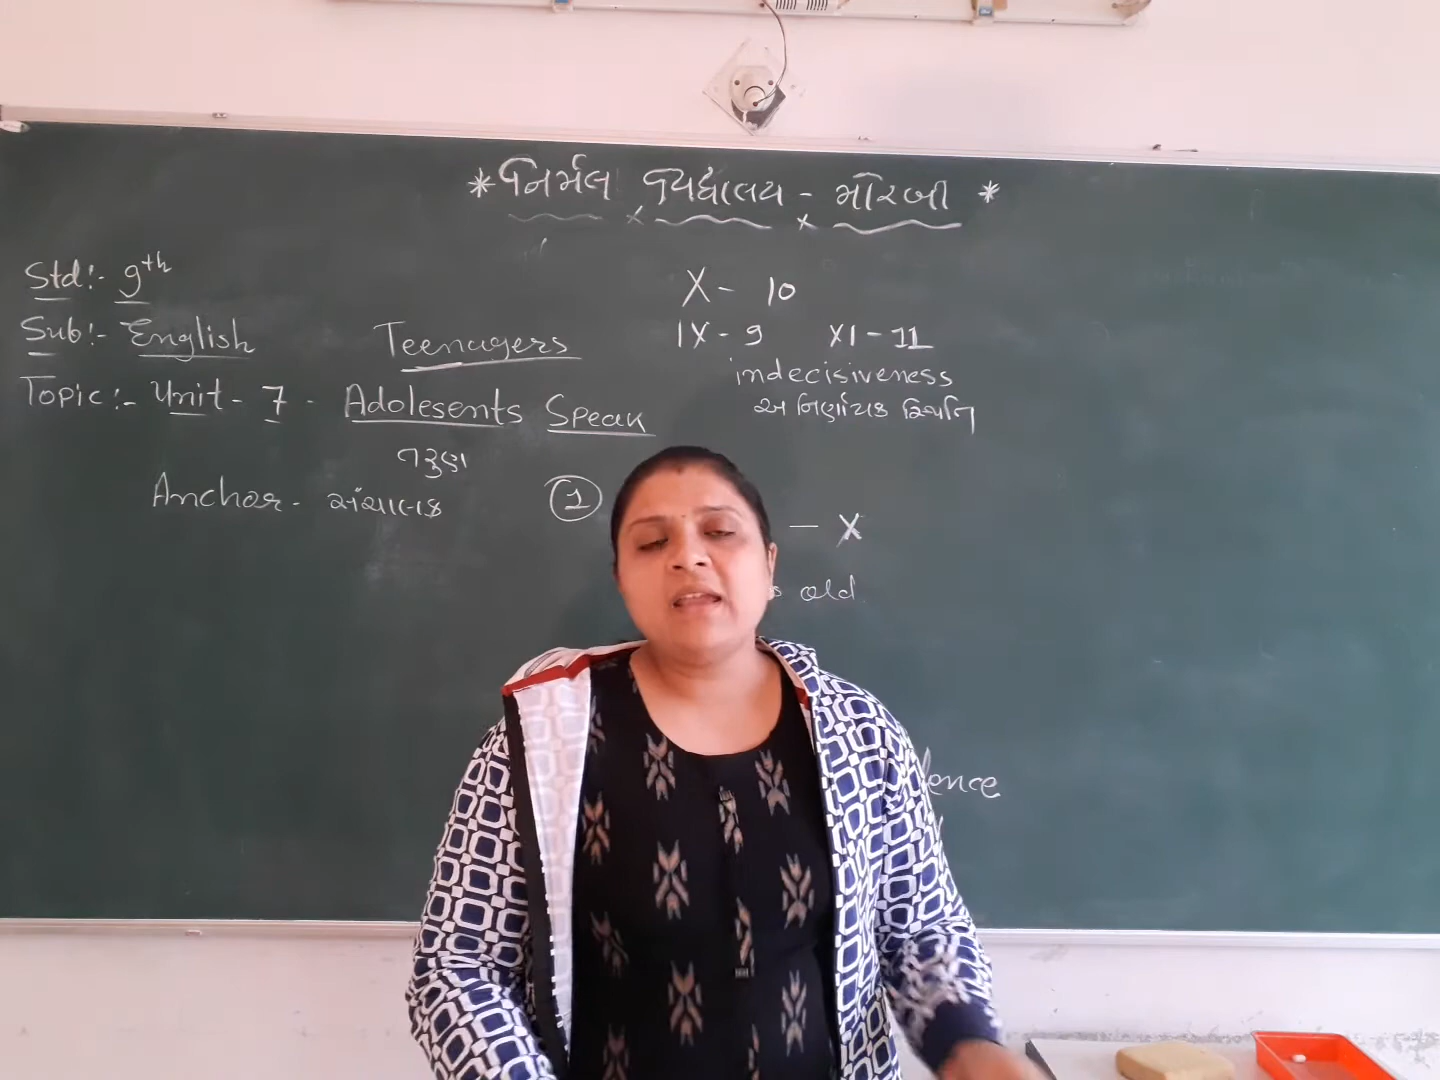 * નિર્મલ વિદ્યાલય - મોરબી *
Std:- 9th
Sub:- English
Teenagers
Topic:- Unit - 7 - Adolesents Speak
તરુણ
Anchor - સંચાલક
X - 10
IX - 9 XI - 11
indecisiveness
અનિર્ણાયક સ્થિતિ
1
- X
old
ence